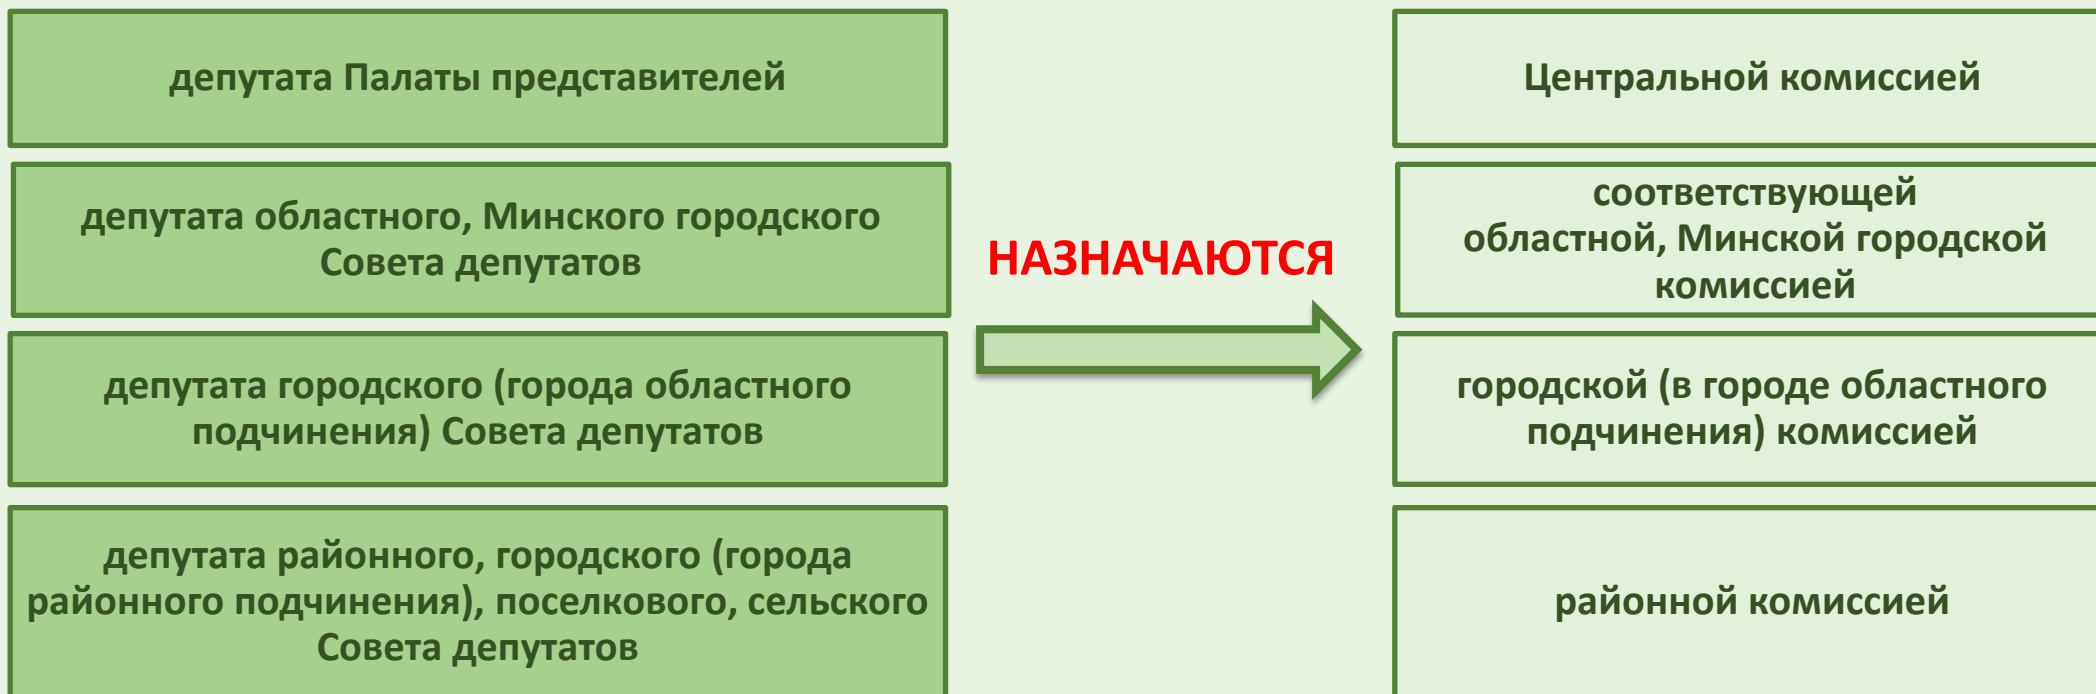 депутата Палаты представителей
Центральной комиссией
депутата областного, Минского городского
Совета депутатов
НАЗНАЧАЮТСЯ
соответствующей
областной, Минской городской
комиссией
депутата городского (города областного
подчинения) Совета депутатов
городской (в городе областного
подчинения) комиссией
депутата районного, городского (города
районного подчинения), поселкового, сельского
Совета депутатов
районной комиссией